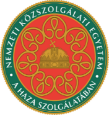 NEMZETI KÖZSZOLGÁLATI EGYETEM
A HAZA SZOLGÁLATÁBAN